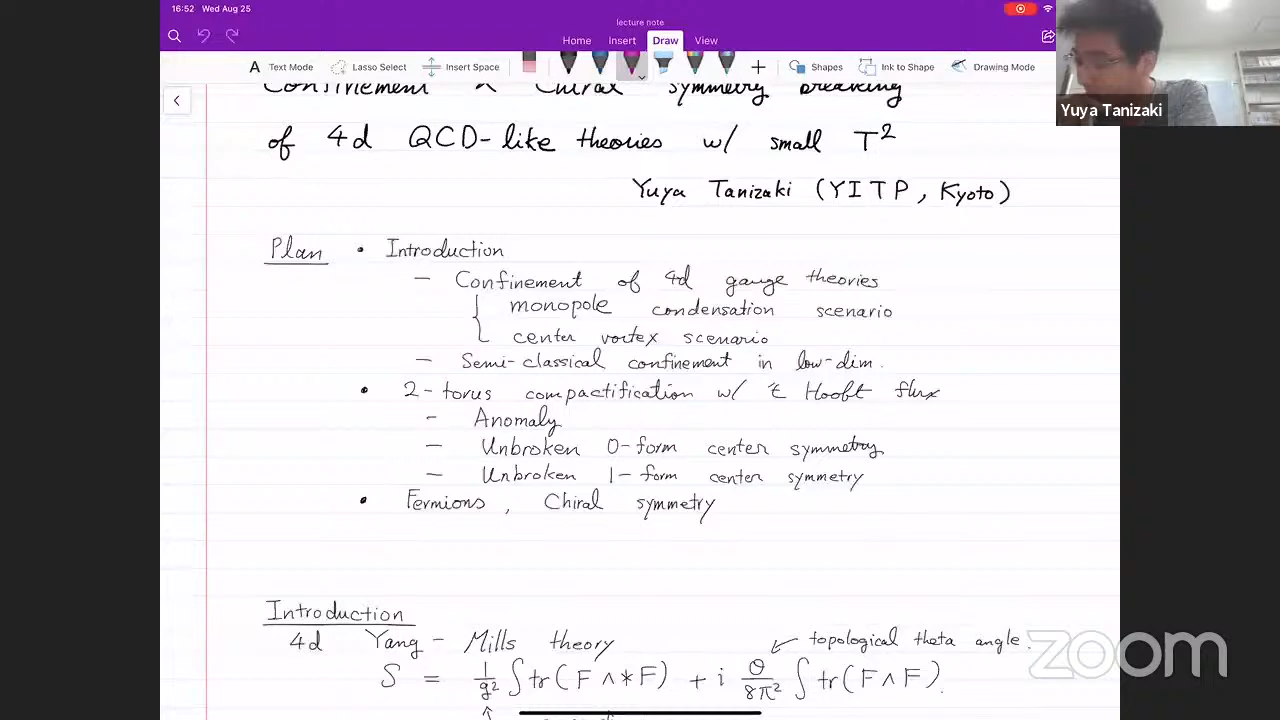 16:52 Wed Aug 25
lecture note
Home Insert Draw View
Text Mode Lasso Select Insert Space Shapes Ink to Shape Drawing Mode
Yuya Tanizaki
Confinement & Chiral symmetry breaking
of 4d QCD-like theories w/ small T²
Yuya Tanizaki (YITP, Kyoto)
Plan • Introduction
- Confinement of 4d gauge theories
{ monopole condensation scenario
center vortex scenario
- Semi-classical confinement in low-dim.
• 2-torus compactification w/ 't Hooft flux
- Anomaly
- Unbroken 0-form center symmetry
- Unbroken 1-form center symmetry
• Fermions, Chiral symmetry
Introduction
4d Yang-Mills theory
↙ topological theta angle.
S = 1/g² ∫ tr(F ∧ *F) + i θ/8π² ∫ tr(F ∧ F).
zoom